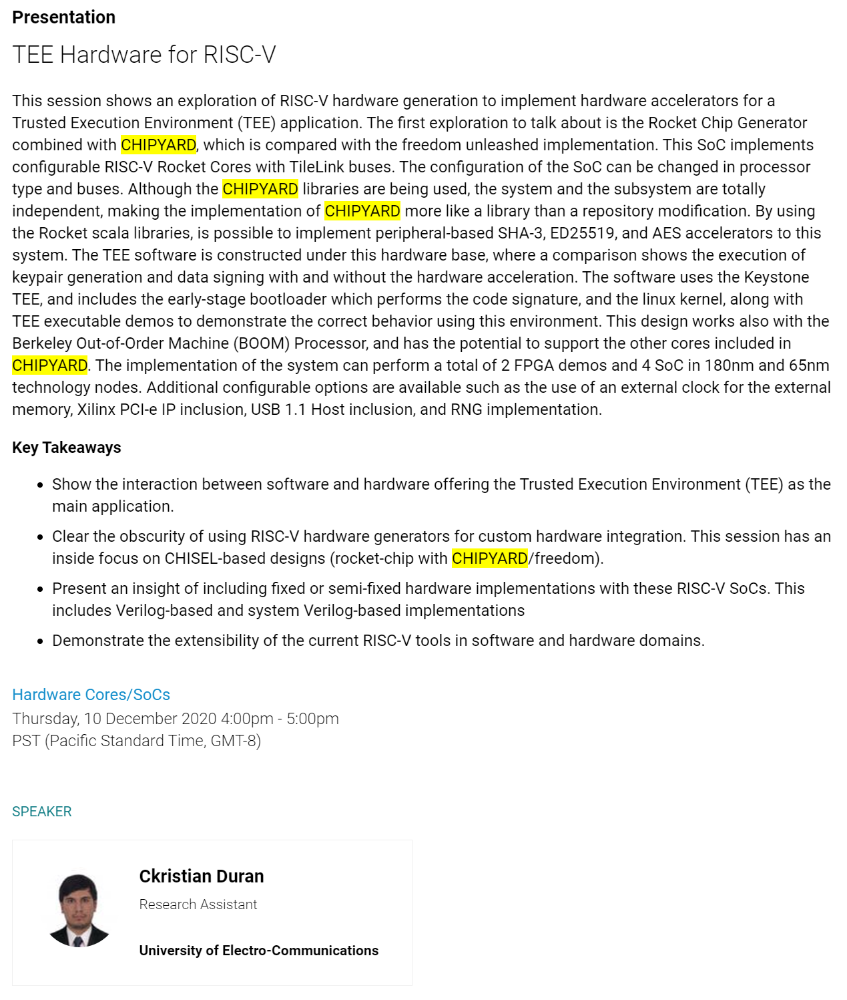 Presentation
TEE Hardware for RISC-V
This session shows an exploration of RISC-V hardware generation to implement hardware accelerators for a
Trusted Execution Environment (TEE) application. The first exploration to talk about is the Rocket Chip Generator
combined with CHIPYARD, which is compared with the freedom unleashed implementation. This SoC implements
configurable RISC-V Rocket Cores with TileLink buses. The configuration of the SoC can be changed in processor
type and buses. Although the CHIPYARD libraries are being used, the system and the subsystem are totally
independent, making the implementation of CHIPYARD more like a library than a repository modification. By using
the Rocket scala libraries, is possible to implement peripheral-based SHA-3, ED25519, and AES accelerators to this
system. The TEE software is constructed under this hardware base, where a comparison shows the execution of
keypair generation and data signing with and without the hardware acceleration. The software uses the Keystone
TEE, and includes the early-stage bootloader which performs the code signature, and the linux kernel, along with
TEE executable demos to demonstrate the correct behavior using this environment. This design works also with the
Berkeley Out-of-Order Machine (BOOM) Processor, and has the potential to support the other cores included in
CHIPYARD. The implementation of the system can perform a total of 2 FPGA demos and 4 SoC in 180nm and 65nm
technology nodes. Additional configurable options are available such as the use of an external clock for the external
memory, Xilinx PCI-e IP inclusion, USB 1.1 Host inclusion, and RNG implementation.
Key Takeaways
• Show the interaction between software and hardware offering the Trusted Execution Environment (TEE) as the
main application.
• Clear the obscurity of using RISC-V hardware generators for custom hardware integration. This session has an
inside focus on CHISEL-based designs (rocket-chip with CHIPYARD/freedom).
• Present an insight of including fixed or semi-fixed hardware implementations with these RISC-V SoCs. This
includes Verilog-based and system Verilog-based implementations
• Demonstrate the extensibility of the current RISC-V tools in software and hardware domains.
Hardware Cores/SoCs
Thursday, 10 December 2020 4:00pm - 5:00pm
PST (Pacific Standard Time, GMT-8)
SPEAKER
Ckristian Duran
Research Assistant
University of Electro-Communications